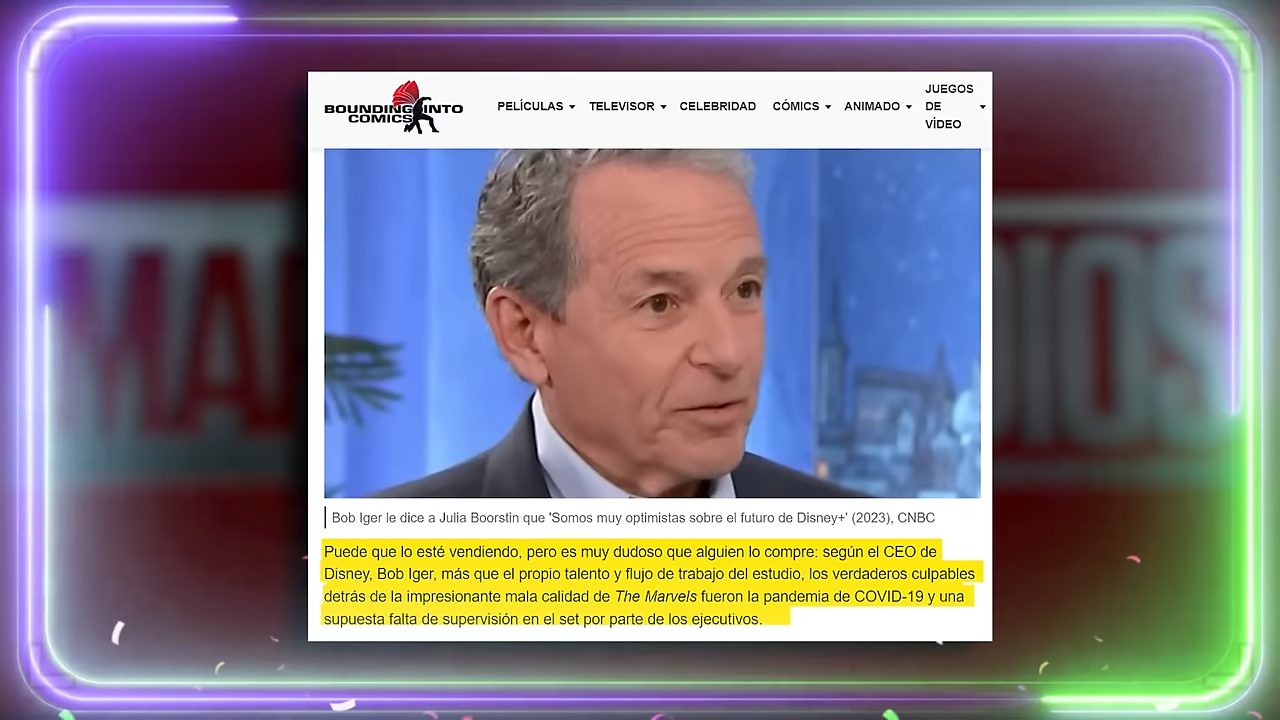 BOUNDING INTO
COMICS
PELÍCULAS
TELEVISOR
CELEBRIDAD
CÓMICS
ANIMADO
JUEGOS
DE
VÍDEO
Bob Iger le dice a Julia Boorstin que 'Somos muy optimistas sobre el futuro de Disney+' (2023), CNBC
Puede que lo esté vendiendo, pero es muy dudoso que alguien lo compre: según el CEO de
Disney, Bob Iger, más que el propio talento y flujo de trabajo del estudio, los verdaderos culpables
detrás de la impresionante mala calidad de The Marvels fueron la pandemia de COVID-19 y una
supuesta falta de supervisión en el set por parte de los ejecutivos.